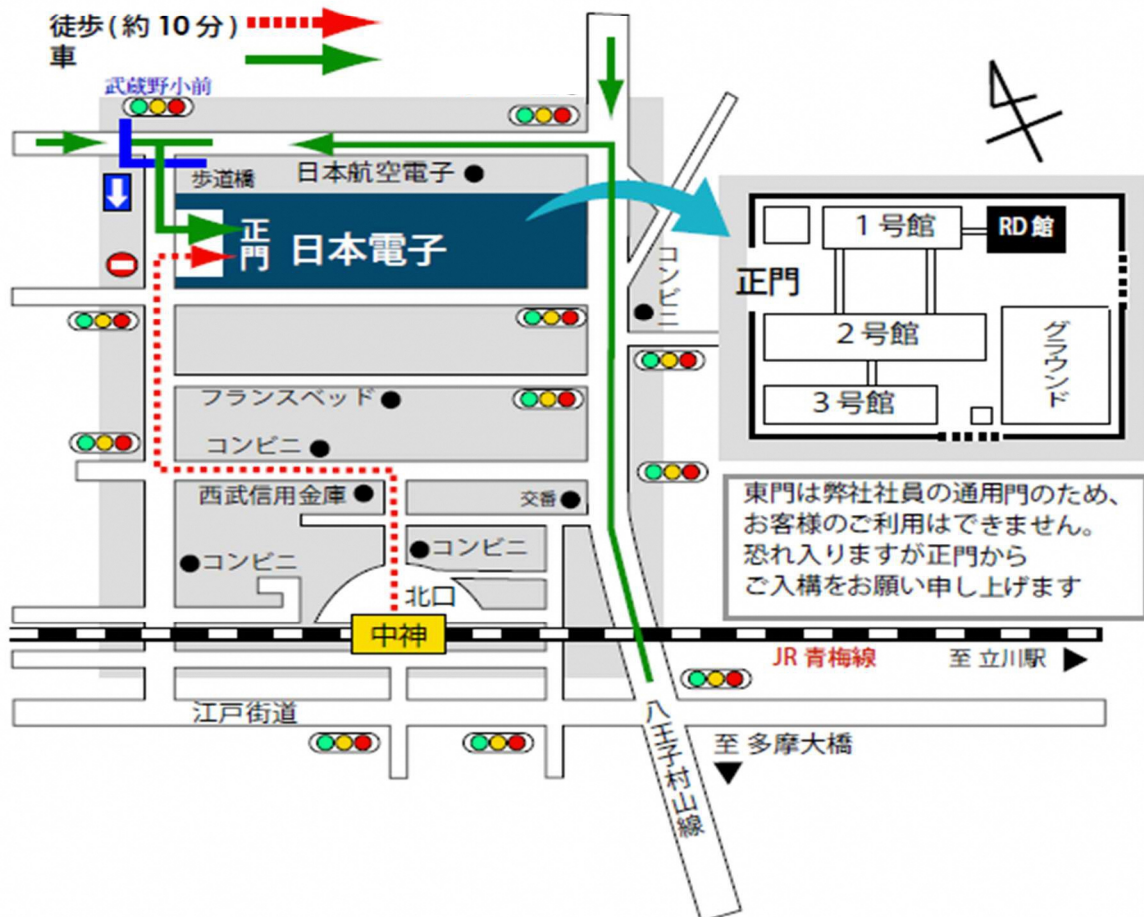 徒歩(約10分)
車
武蔵野小前
歩道橋
日本航空電子
正門
日本電子
コンビニ
フランスベッド
コンビニ
西武信用金庫
交番
コンビニ
コンビニ
北口
中神
JR 青梅線
至 立川駅
江戸街道
八王子村山線
至 多摩大橋
1号館
RD館
正門
2号館
グラウンド
3号館
東門は弊社社員の通用門のため、
お客様のご利用はできません。
恐れ入りますが正門から
ご入構をお願い申し上げます